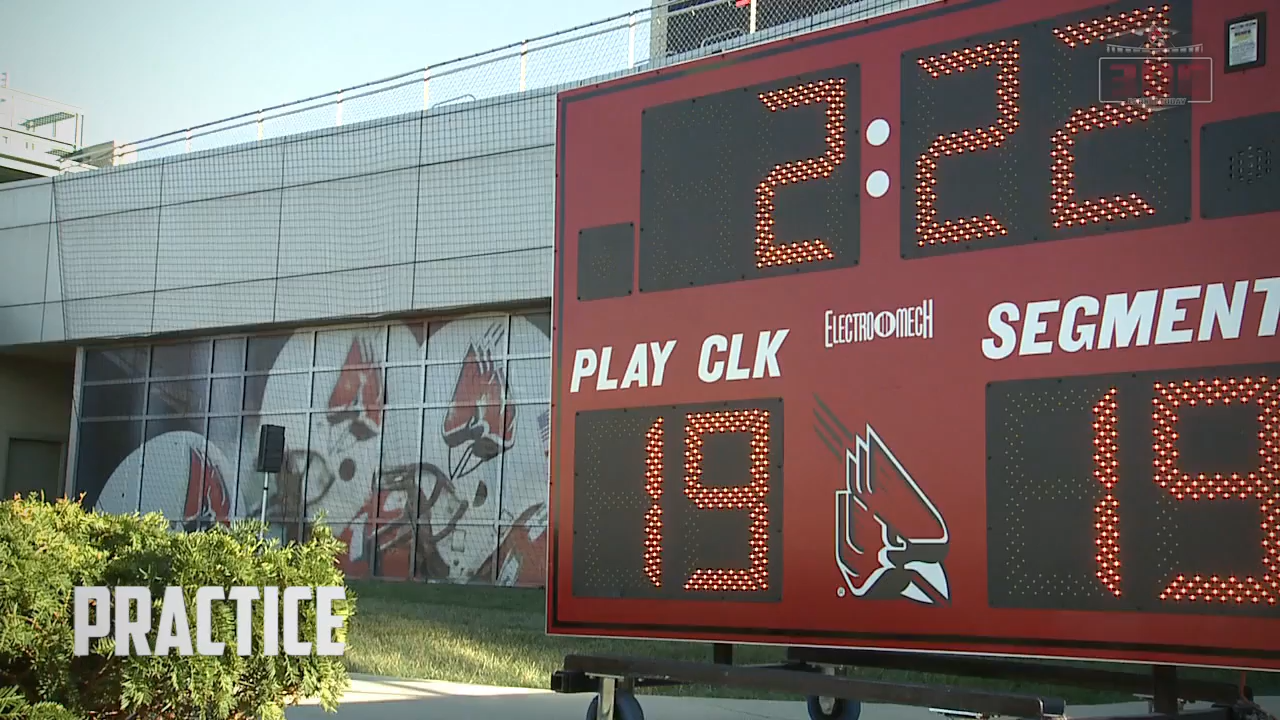 2:22
PLAY CLK
ELECTRO MECH
SEGMENT
19
19
®
PRACTICE